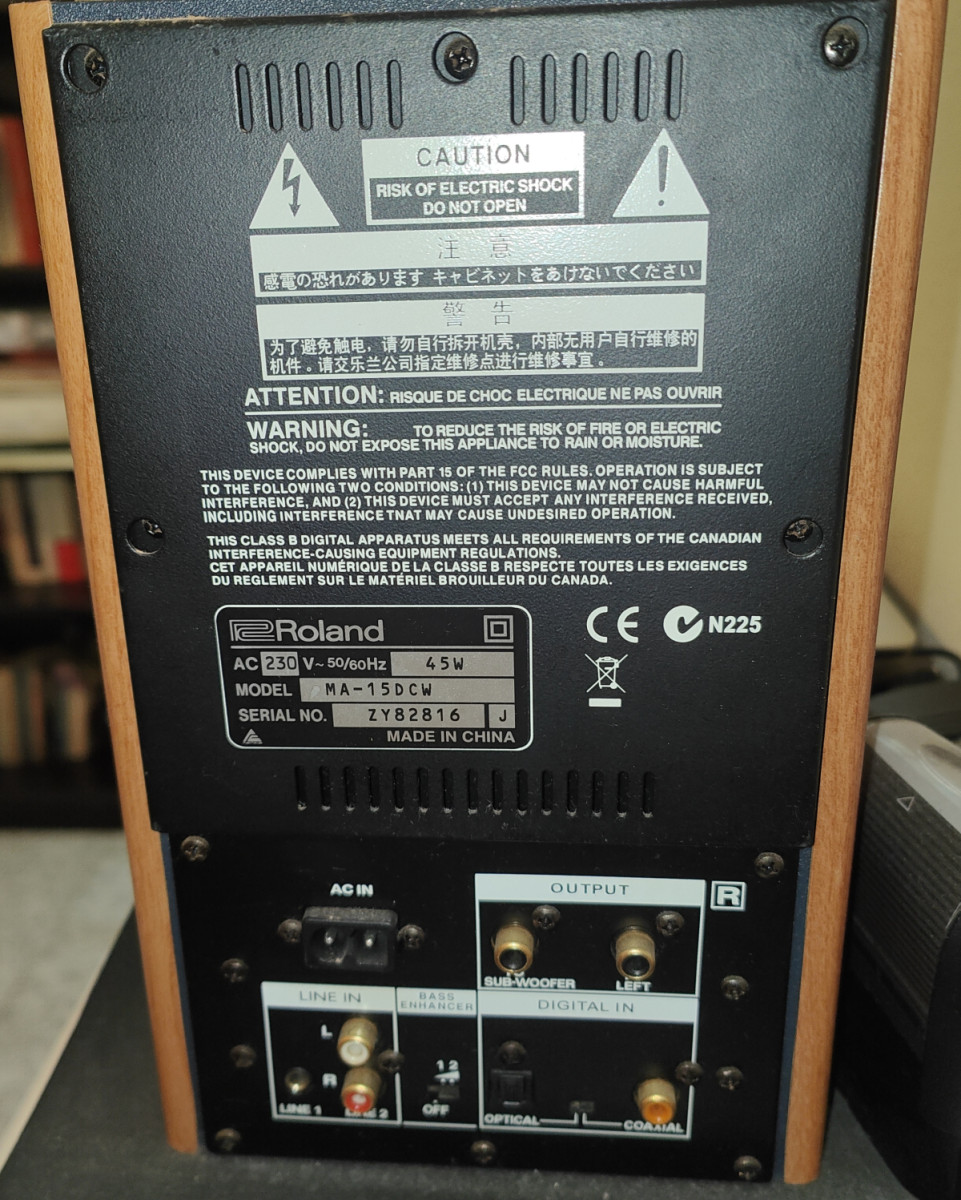 CAUTION
RISK OF ELECTRIC SHOCK
DO NOT OPEN
注 意
感電の恐れがあります キャビネットをあけないでください
警 告
为了避免触电，请勿自行拆开机壳，内部无用户自行维修的
机件。请交乐兰公司指定维修点进行维修事宜。
ATTENTION: RISQUE DE CHOC ELECTRIQUE NE PAS OUVRIR
WARNING: TO REDUCE THE RISK OF FIRE OR ELECTRIC
SHOCK, DO NOT EXPOSE THIS APPLIANCE TO RAIN OR MOISTURE.
THIS DEVICE COMPLIES WITH PART 15 OF THE FCC RULES. OPERATION IS SUBJECT
TO THE FOLLOWING TWO CONDITIONS: (1) THIS DEVICE MAY NOT CAUSE HARMFUL
INTERFERENCE, AND (2) THIS DEVICE MUST ACCEPT ANY INTERFERENCE RECEIVED,
INCLUDING INTERFERENCE TNAT MAY CAUSE UNDESIRED OPERATION.
THIS CLASS B DIGITAL APPARATUS MEETS ALL REQUIREMENTS OF THE CANADIAN
INTERFERENCE-CAUSING EQUIPMENT REGULATIONS.
CET APPAREIL NUMÉRIQUE DE LA CLASSE B RESPECTE TOUTES LES EXIGENCES
DU REGLEMENT SUR LE MATÉRIEL BROUILLEUR DU CANADA.
Roland
AC 230 V~ 50/60Hz 45W
MODEL MA-15DCW
SERIAL NO. ZY82816 J
MADE IN CHINA
CE N225
AC IN
OUTPUT R
SUB-WOOFER LEFT
LINE IN
BASS
ENHANCER
DIGITAL IN
L
R
1 2
LINE 1 LINE 2
OFF
OPTICAL COAXIAL